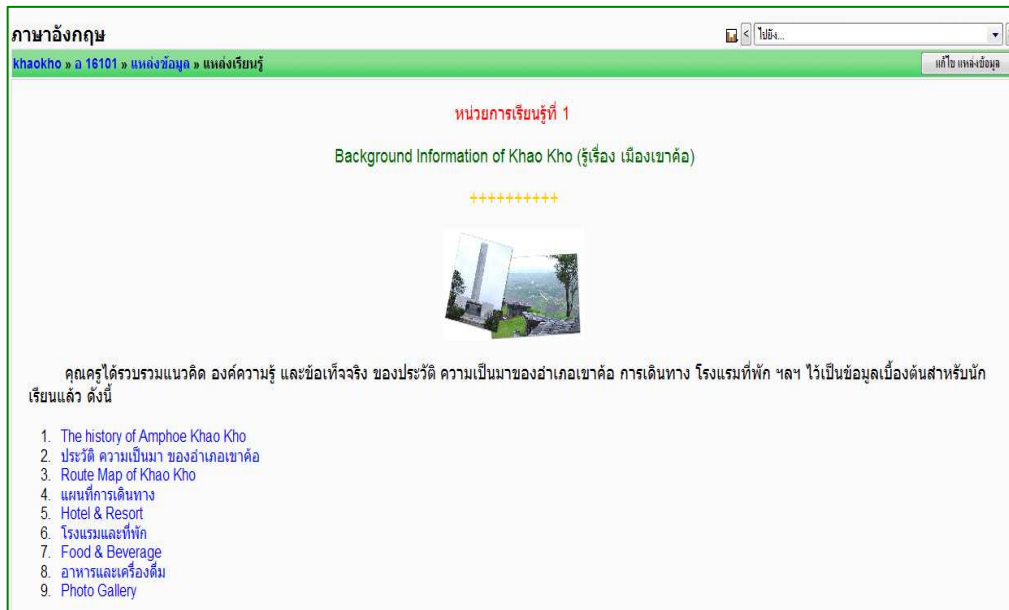 ภาษาอังกฤษ
< ไปยัง...
khaokho » อ 16101 » แหล่งข้อมูล » แหล่งเรียนรู้
แก้ไข แหล่งข้อมูล
หน่วยการเรียนรู้ที่ 1
Background Information of Khao Kho (รู้เรื่อง เมืองเขาค้อ)
++++++++++
คุณครูได้รวบรวมแนวคิด องค์ความรู้ และข้อเท็จจริง ของประวัติ ความเป็นมาของอำเภอเขาค้อ การเดินทาง โรงแรมที่พัก ฯลฯ ไว้เป็นข้อมูลเบื้องต้นสำหรับนัก
เรียนแล้ว ดังนี้
1. The history of Amphoe Khao Kho
2. ประวัติ ความเป็นมา ของอำเภอเขาค้อ
3. Route Map of Khao Kho
4. แผนที่การเดินทาง
5. Hotel & Resort
6. โรงแรมและที่พัก
7. Food & Beverage
8. อาหารและเครื่องดื่ม
9. Photo Gallery